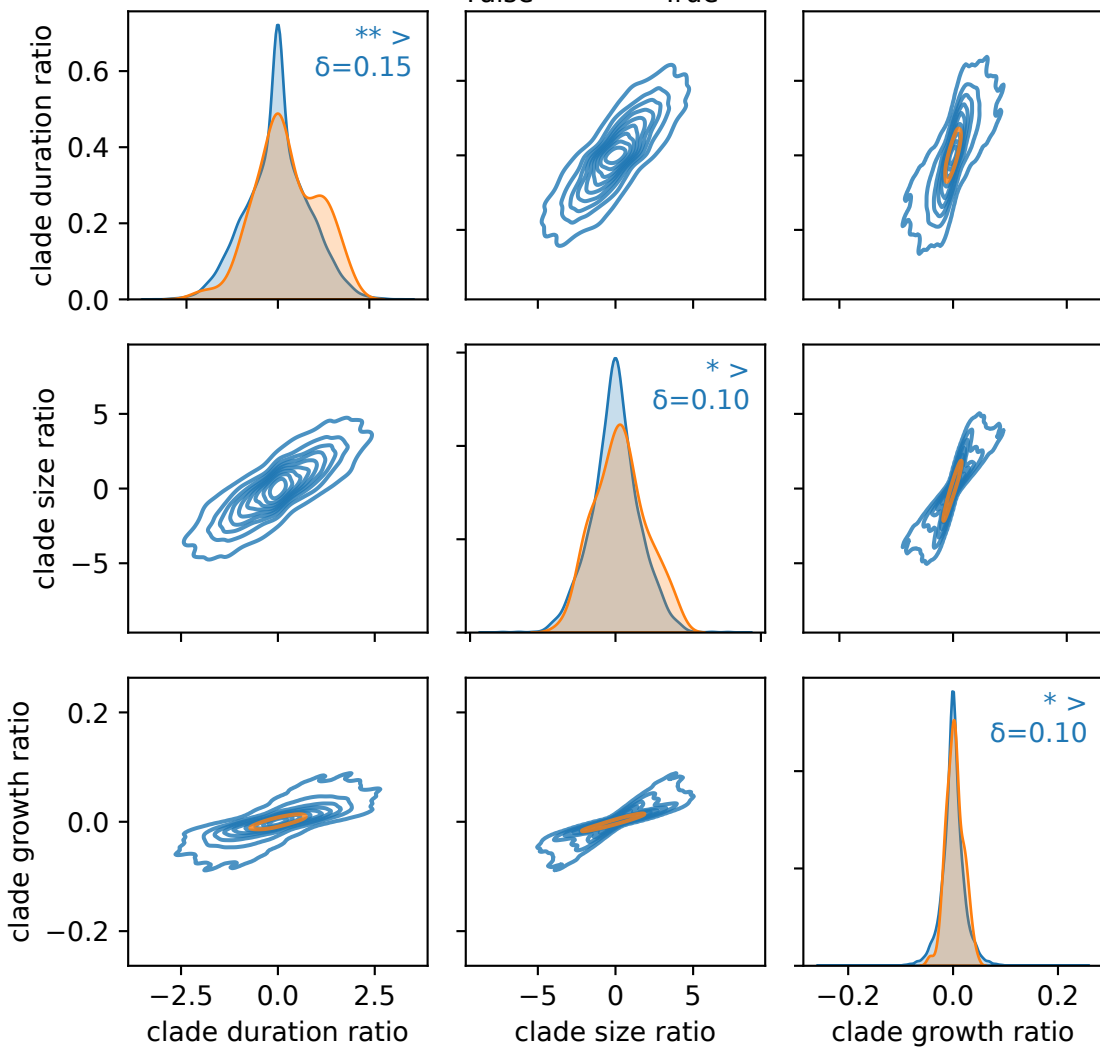 True
clade duration ratio
0.6
0.4
0.2
0.0
** >
δ=0.15
clade size ratio
5
0
−5
* >
δ=0.10
clade growth ratio
0.2
0.0
−0.2
* >
δ=0.10
−2.5 0.0 2.5
−5 0 5
−0.2 0.0 0.2
clade duration ratio
clade size ratio
clade growth ratio